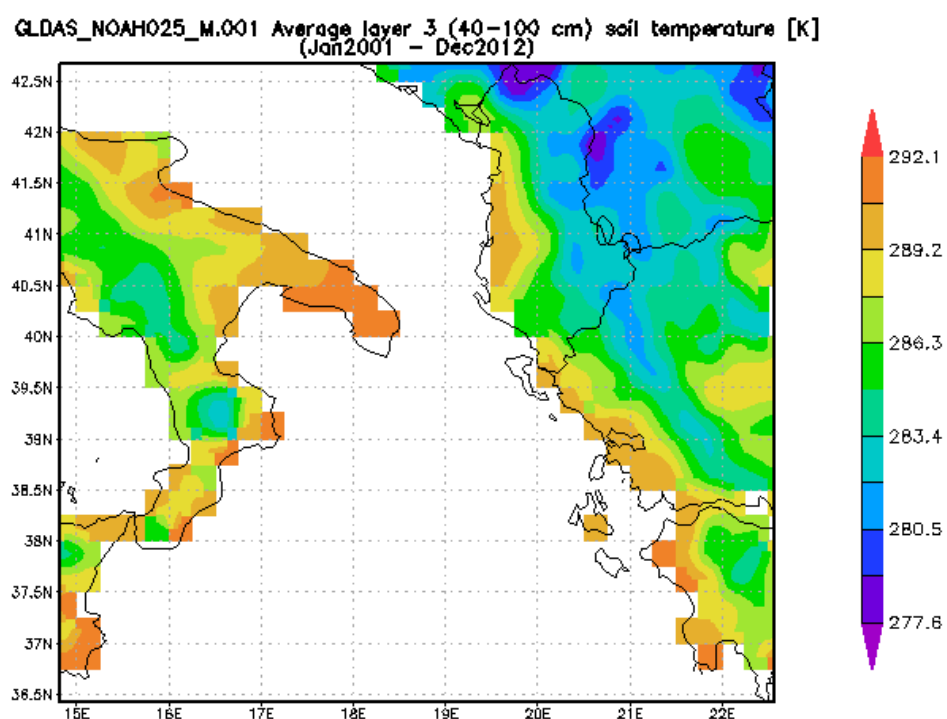 GLDAS_NOAH025_M.001 Average layer 3 (40-100 cm) soil temperature [K]
(Jan2001 - Dec2012)
42.5N
42N
41.5N
41N
40.5N
40N
39.5N
39N
38.5N
38N
37.5N
37N
36.5N
15E 16E 17E 18E 19E 20E 21E 22E
292.1
289.2
286.3
283.4
280.5
277.6